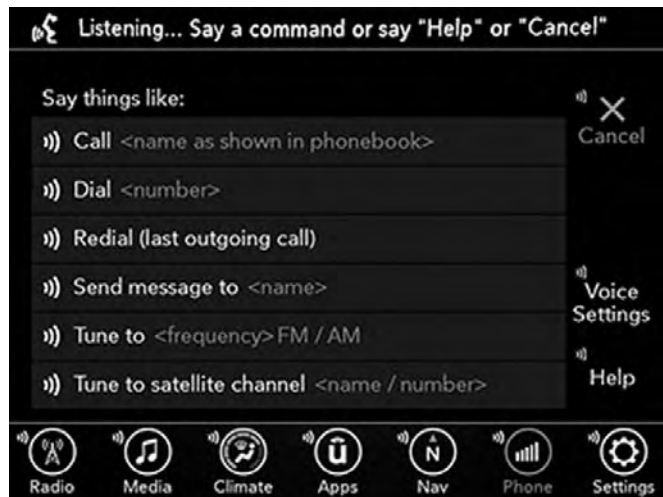 Listening... Say a command or say "Help" or "Cancel"
Say things like:
Cancel
Call <name as shown in phonebook>
Dial <number>
Redial (last outgoing call)
Send message to <name>
Voice
Settings
Tune to <frequency> FM / AM
Help
Tune to satellite channel <name / number>
û
N
Radio Media Climate Apps Nav Phone Settings